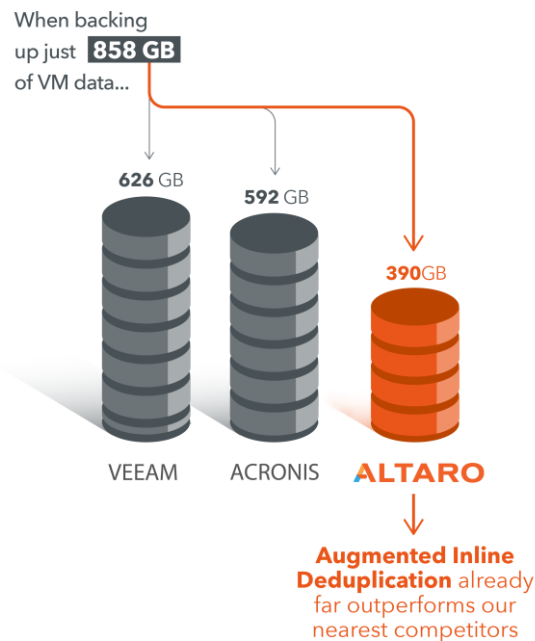 When backing
up just 858 GB
of VM data...
626 GB
592 GB
390GB
VEEAM
ACRONIS
ALTARO
Augmented Inline
Deduplication already
far outperforms our
nearest competitors